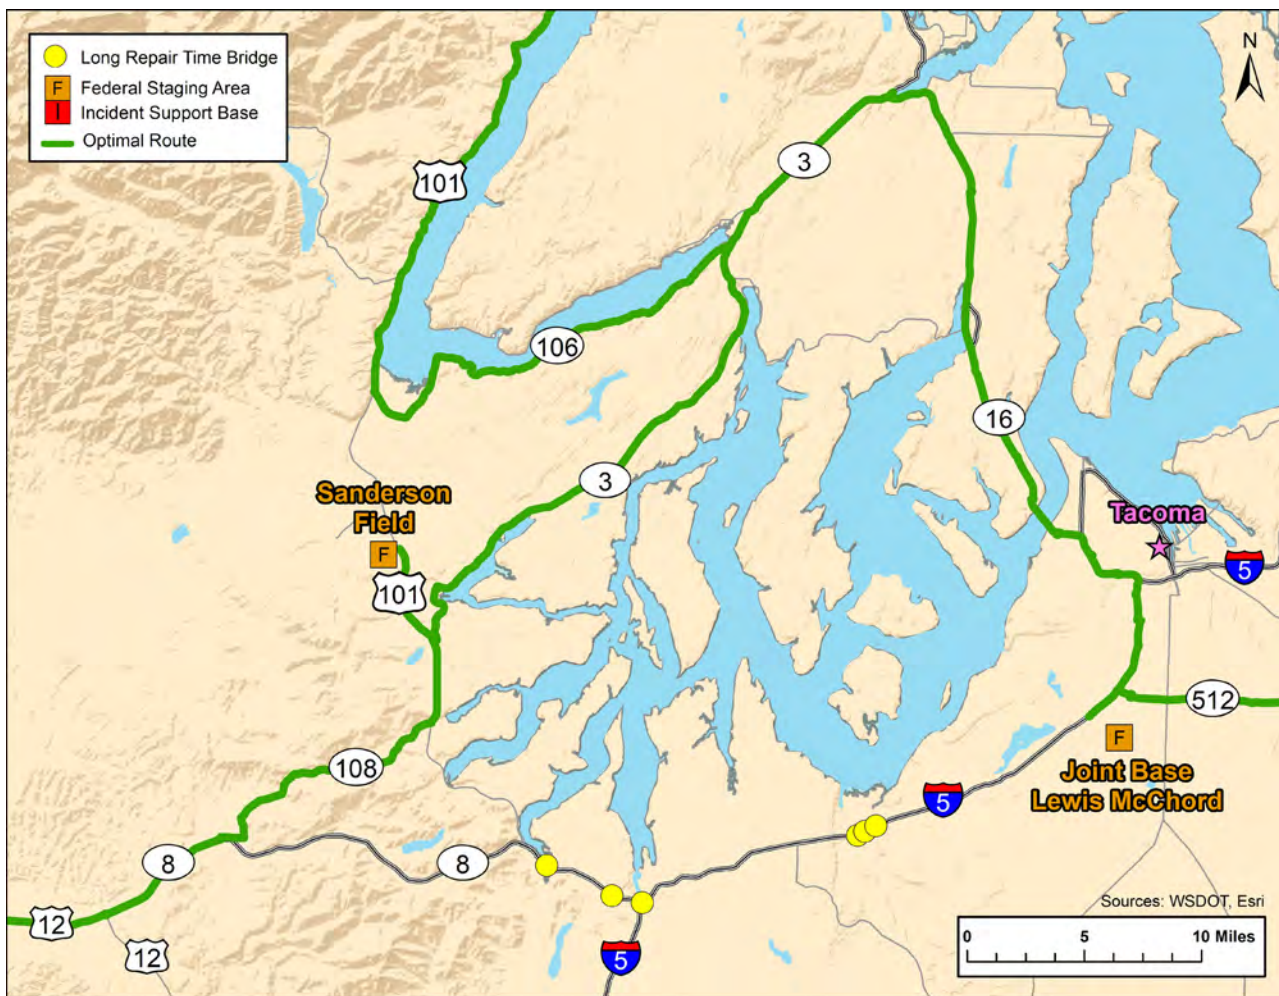 N
Long Repair Time Bridge
F Federal Staging Area
I Incident Support Base
Optimal Route
3
101
106
16
3
Sanderson
Field
F
Tacoma
5
101
512
F
Joint Base
Lewis McChord
108
5
8
8
Sources: WSDOT, Esri
12
12
5
0 5 10 Miles